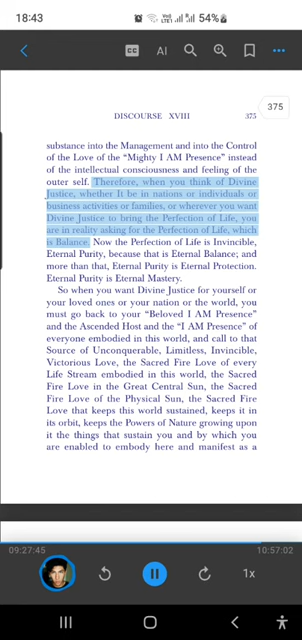 18:43
54%
CC
AI
375
DISCOURSE XVIII 375
substance into the Management and into the Control
of the Love of the “Mighty I AM Presence” instead
of the intellectual consciousness and feeling of the
outer self. Therefore, when you think of Divine
Justice, whether It be in nations or individuals or
business activities or families, or wherever you want
Divine Justice to bring the Perfection of Life, you
are in reality asking for the Perfection of Life, which
is Balance. Now the Perfection of Life is Invincible,
Eternal Purity, because that is Eternal Balance; and
more than that, Eternal Purity is Eternal Protection.
Eternal Purity is Eternal Mastery.
So when you want Divine Justice for yourself or
your loved ones or your nation or the world, you
must go back to your “Beloved I AM Presence”
and the Ascended Host and the “I AM Presence” of
everyone embodied in this world, and call to that
Source of Unconquerable, Limitless, Invincible,
Victorious Love, the Sacred Fire Love of every
Life Stream embodied in this world, the Sacred
Fire Love in the Great Central Sun, the Sacred
Fire Love of the Physical Sun, the Sacred Fire
Love that keeps this world sustained, keeps it in
its orbit, keeps the Powers of Nature growing upon
it the things that sustain you and by which you
are enabled to embody here and manifest as a
09:27:45 10:57:02
1x